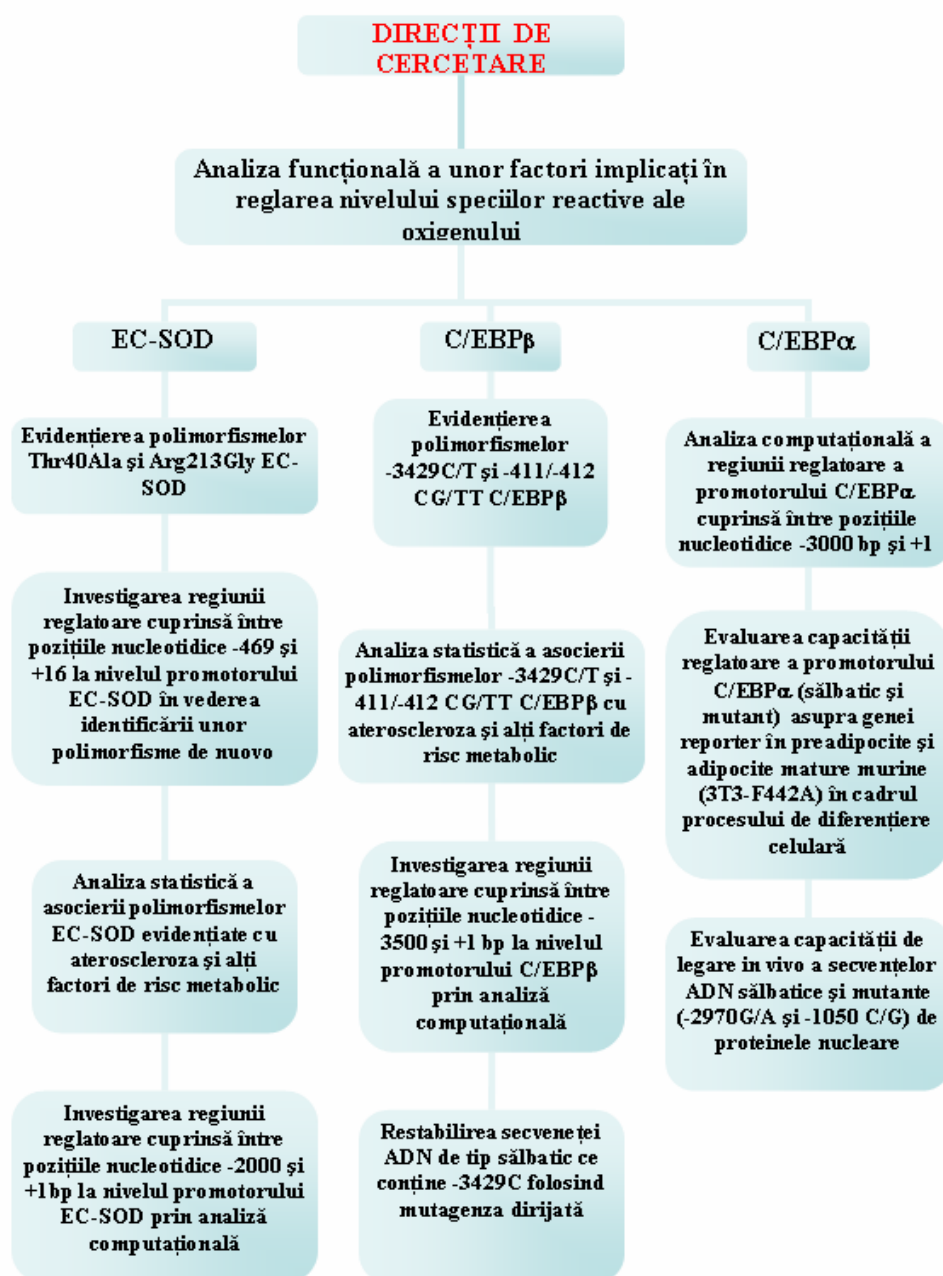 DIRECȚII DE
CERCETARE
Analiza funcțională a unor factori implicați în
reglarea nivelului speciilor reactive ale
oxigenului
EC-SOD
Evidențierea polimorfismelor
Thr40Ala și Arg213Gly EC-
SOD
Investigarea regiunii
reglatoare cuprinsă între
pozițiile nucleotidice -469 și
+16 la nivelul promotorului
EC-SOD în vederea
identificării unor
polimorfisme de nuovo
Analiza statistică a
asocierii polimorfismelor
EC-SOD evidențiate cu
ateroscleroza și alți
factori de risc metabolic
Investigarea regiunii
reglatoare cuprinsă între
pozițiile nucleotidice -2000 și
+1bp la nivelul promotorului
EC-SOD prin analiză
computațională
C/EBPβ
Evidențierea
polimorfismelor
-3429C/T și -411/-412
CG/TT C/EBPβ
Analiza statistică a asocierii
polimorfismelor -3429C/T și -
411/-412 CG/TT C/EBPβ cu
ateroscleroza și alți factori de
risc metabolic
Investigarea regiunii
reglatoare cuprinsă între
pozițiile nucleotidice -
3500 și +1 bp la nivelul
promotorului C/EBPβ
prin analiză
computațională
Restabilirea secveneței
ADN de tip sălbatic ce
conține -3429C folosind
mutagenza dirijată
C/EBPα
Analiza computațională a
regiunii reglatoare a
promotorului C/EBPα
cuprinsă între pozițiile
nucleotidice -3000 bp și +1
Evaluarea capacității
reglatoare a promotorului
C/EBPα (sălbatic și
mutant) asupra genei
reporter în preadipocite și
adipocite mature murine
(3T3-F442A) în cadrul
procesului de diferențiere
celulară
Evaluarea capacității de
legare in vivo a secvențelor
ADN sălbatice și mutante
(-2970G/A și -1050 C/G) de
proteinele nucleare